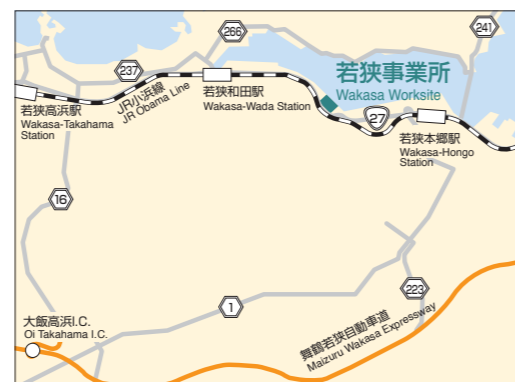 266
241
237
若狭事業所
Wakasa Worksite
若狭高浜駅
Wakasa-Takahama
Station
JR小浜線
JR Obama Line
若狭和田駅
Wakasa-Wada Station
27
若狭本郷駅
Wakasa-Hongo
Station
16
大飯高浜I.C.
Oi Takahama I.C.
1
舞鶴若狭自動車道
Maizuru Wakasa Expressway
223